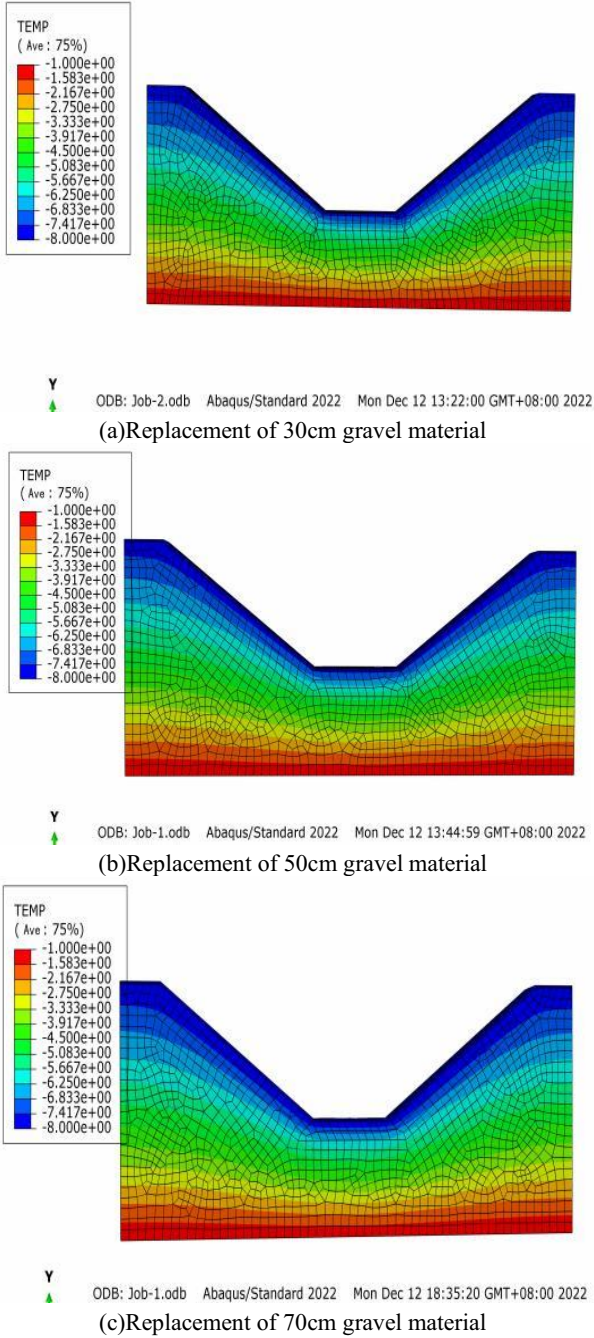 TEMP
(Ave: 75%)
-1.000e+00
-1.583e+00
-2.167e+00
-2.750e+00
-3.333e+00
-3.917e+00
-4.500e+00
-5.083e+00
-5.667e+00
-6.250e+00
-6.833e+00
-7.417e+00
-8.000e+00
Y
ODB: Job-2.odb Abaqus/Standard 2022 Mon Dec 12 13:22:00 GMT+08:00 2022
(a)Replacement of 30cm gravel material
TEMP
(Ave: 75%)
-1.000e+00
-1.583e+00
-2.167e+00
-2.750e+00
-3.333e+00
-3.917e+00
-4.500e+00
-5.083e+00
-5.667e+00
-6.250e+00
-6.833e+00
-7.417e+00
-8.000e+00
Y
ODB: Job-1.odb Abaqus/Standard 2022 Mon Dec 12 13:44:59 GMT+08:00 2022
(b)Replacement of 50cm gravel material
TEMP
(Ave: 75%)
-1.000e+00
-1.583e+00
-2.167e+00
-2.750e+00
-3.333e+00
-3.917e+00
-4.500e+00
-5.083e+00
-5.667e+00
-6.250e+00
-6.833e+00
-7.417e+00
-8.000e+00
Y
ODB: Job-1.odb Abaqus/Standard 2022 Mon Dec 12 18:35:20 GMT+08:00 2022
(c)Replacement of 70cm gravel material